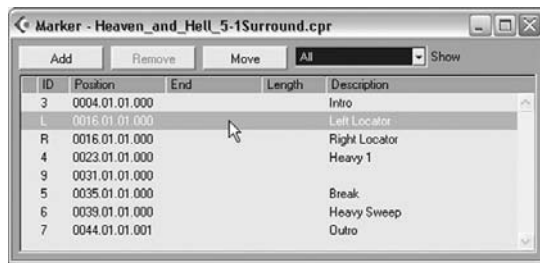 Marker - Heaven_and_Hell_5-1Surround.cpr
Add Remove Move All Show
ID Position End Length Description
3 0004.01.01.000 Intro
L 0016.01.01.000 Left Locator
R 0016.01.01.000 Right Locator
4 0023.01.01.000 Heavy 1
9 0031.01.01.000
5 0035.01.01.000 Break
6 0039.01.01.000 Heavy Sweep
7 0044.01.01.001 Outro